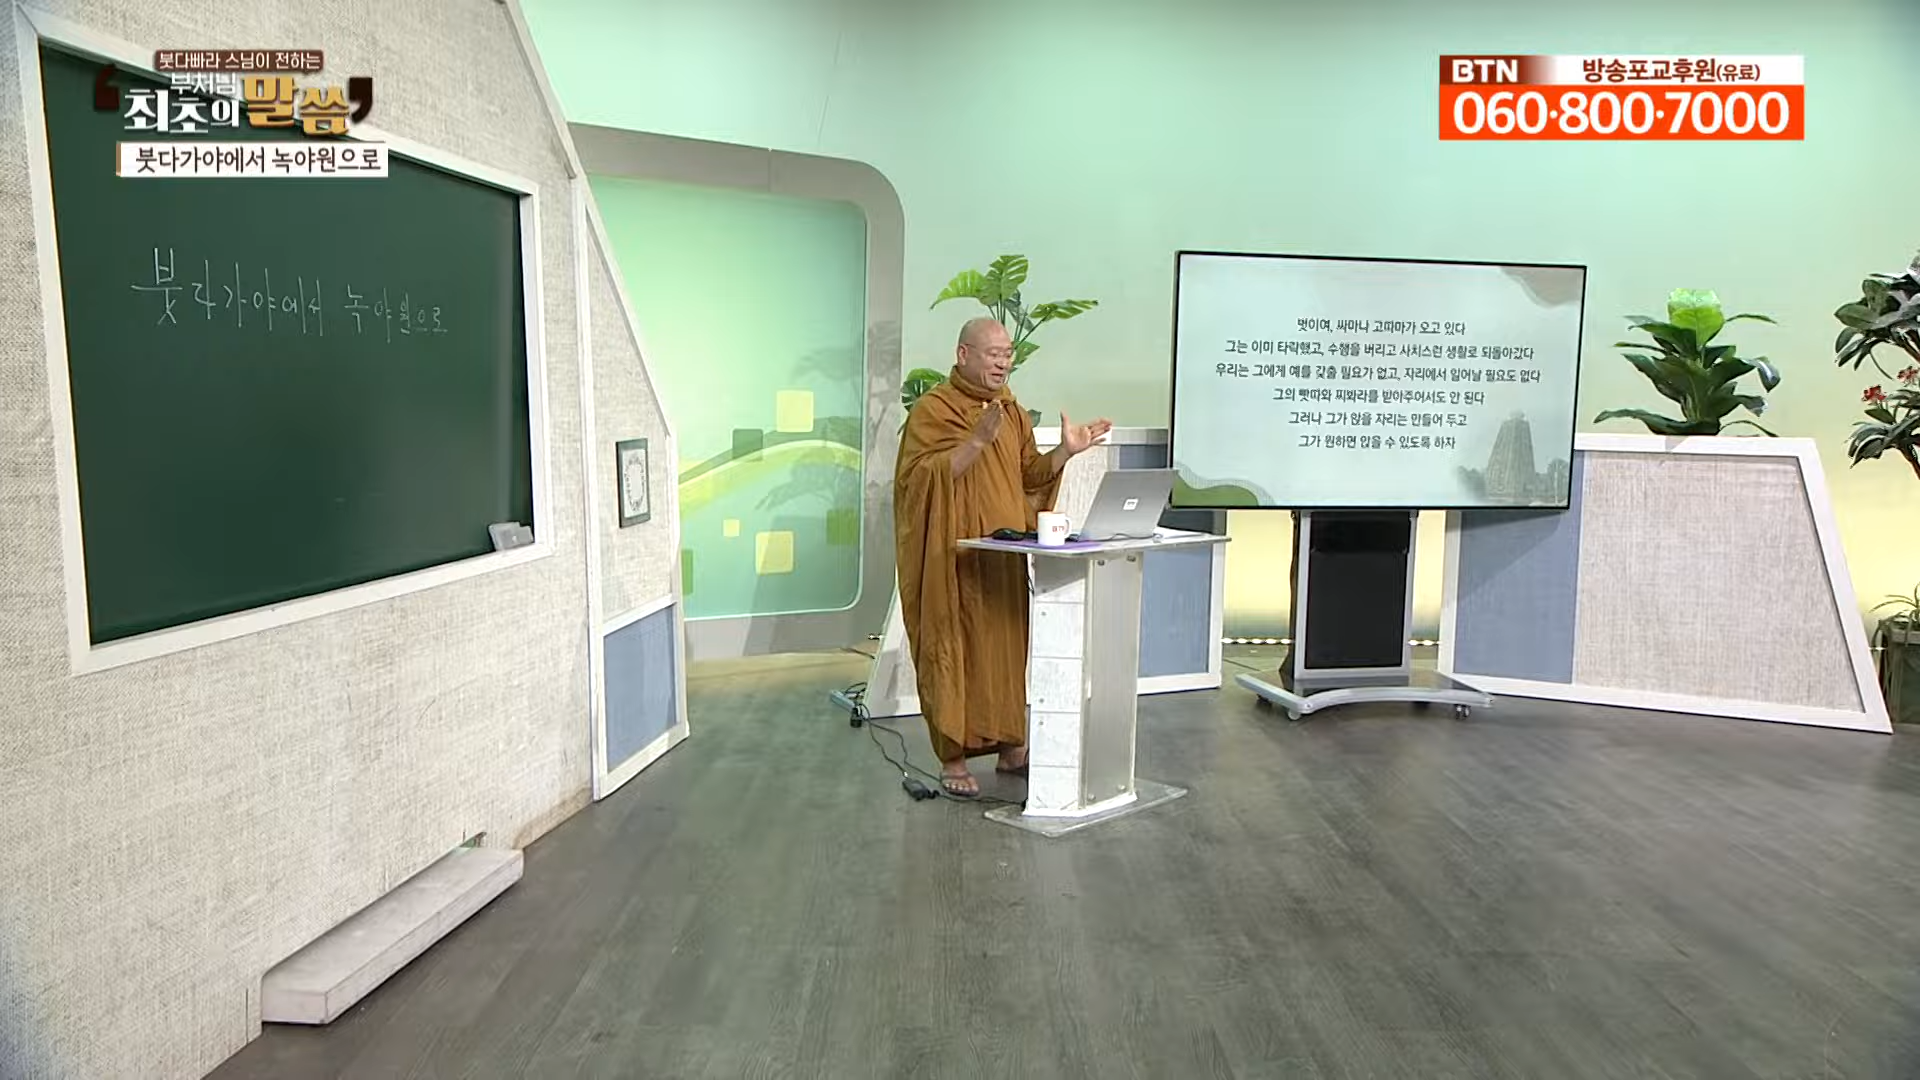 붓다빠라 스님이 전하는
부처님
최초의 말씀
붓다가야에서 녹야원으로
BTN 방송포교후원(유료)
060·800·7000
붓다가야에서 녹야원으로
벗이여, 싸마나 고따마가 오고 있다
그는 이미 타락했고, 수행을 버리고 사치스런 생활로 되돌아갔다
우리는 그에게 예를 갖출 필요가 없고, 자리에서 일어날 필요도 없다
그의 빳따와 찌봐라를 받아주어서도 안 된다
그러나 그가 앉을 자리는 만들어 두고
그가 원하면 앉을 수 있도록 하자